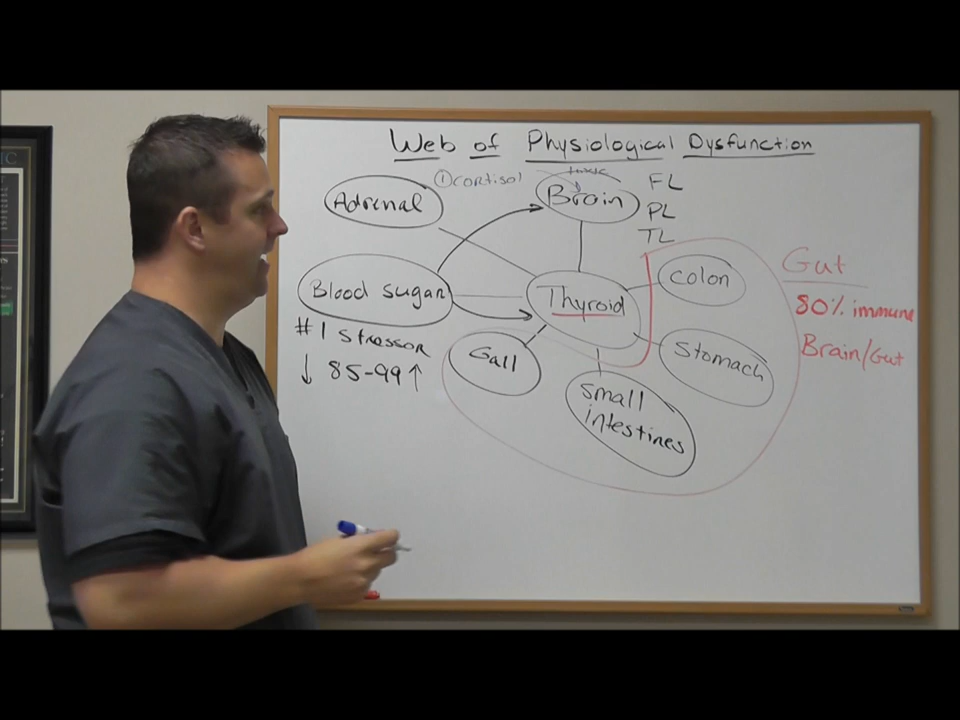 Web of Physiological Dysfunction
① cortisol
toxic
Adrenal
Brain
FL
PL
TL
Blood sugar
#1 stressor
↓ 85-99 ↑
Thyroid
colon
Stomach
Gall
small
intestines
Gut
80% immune
Brain/Gut